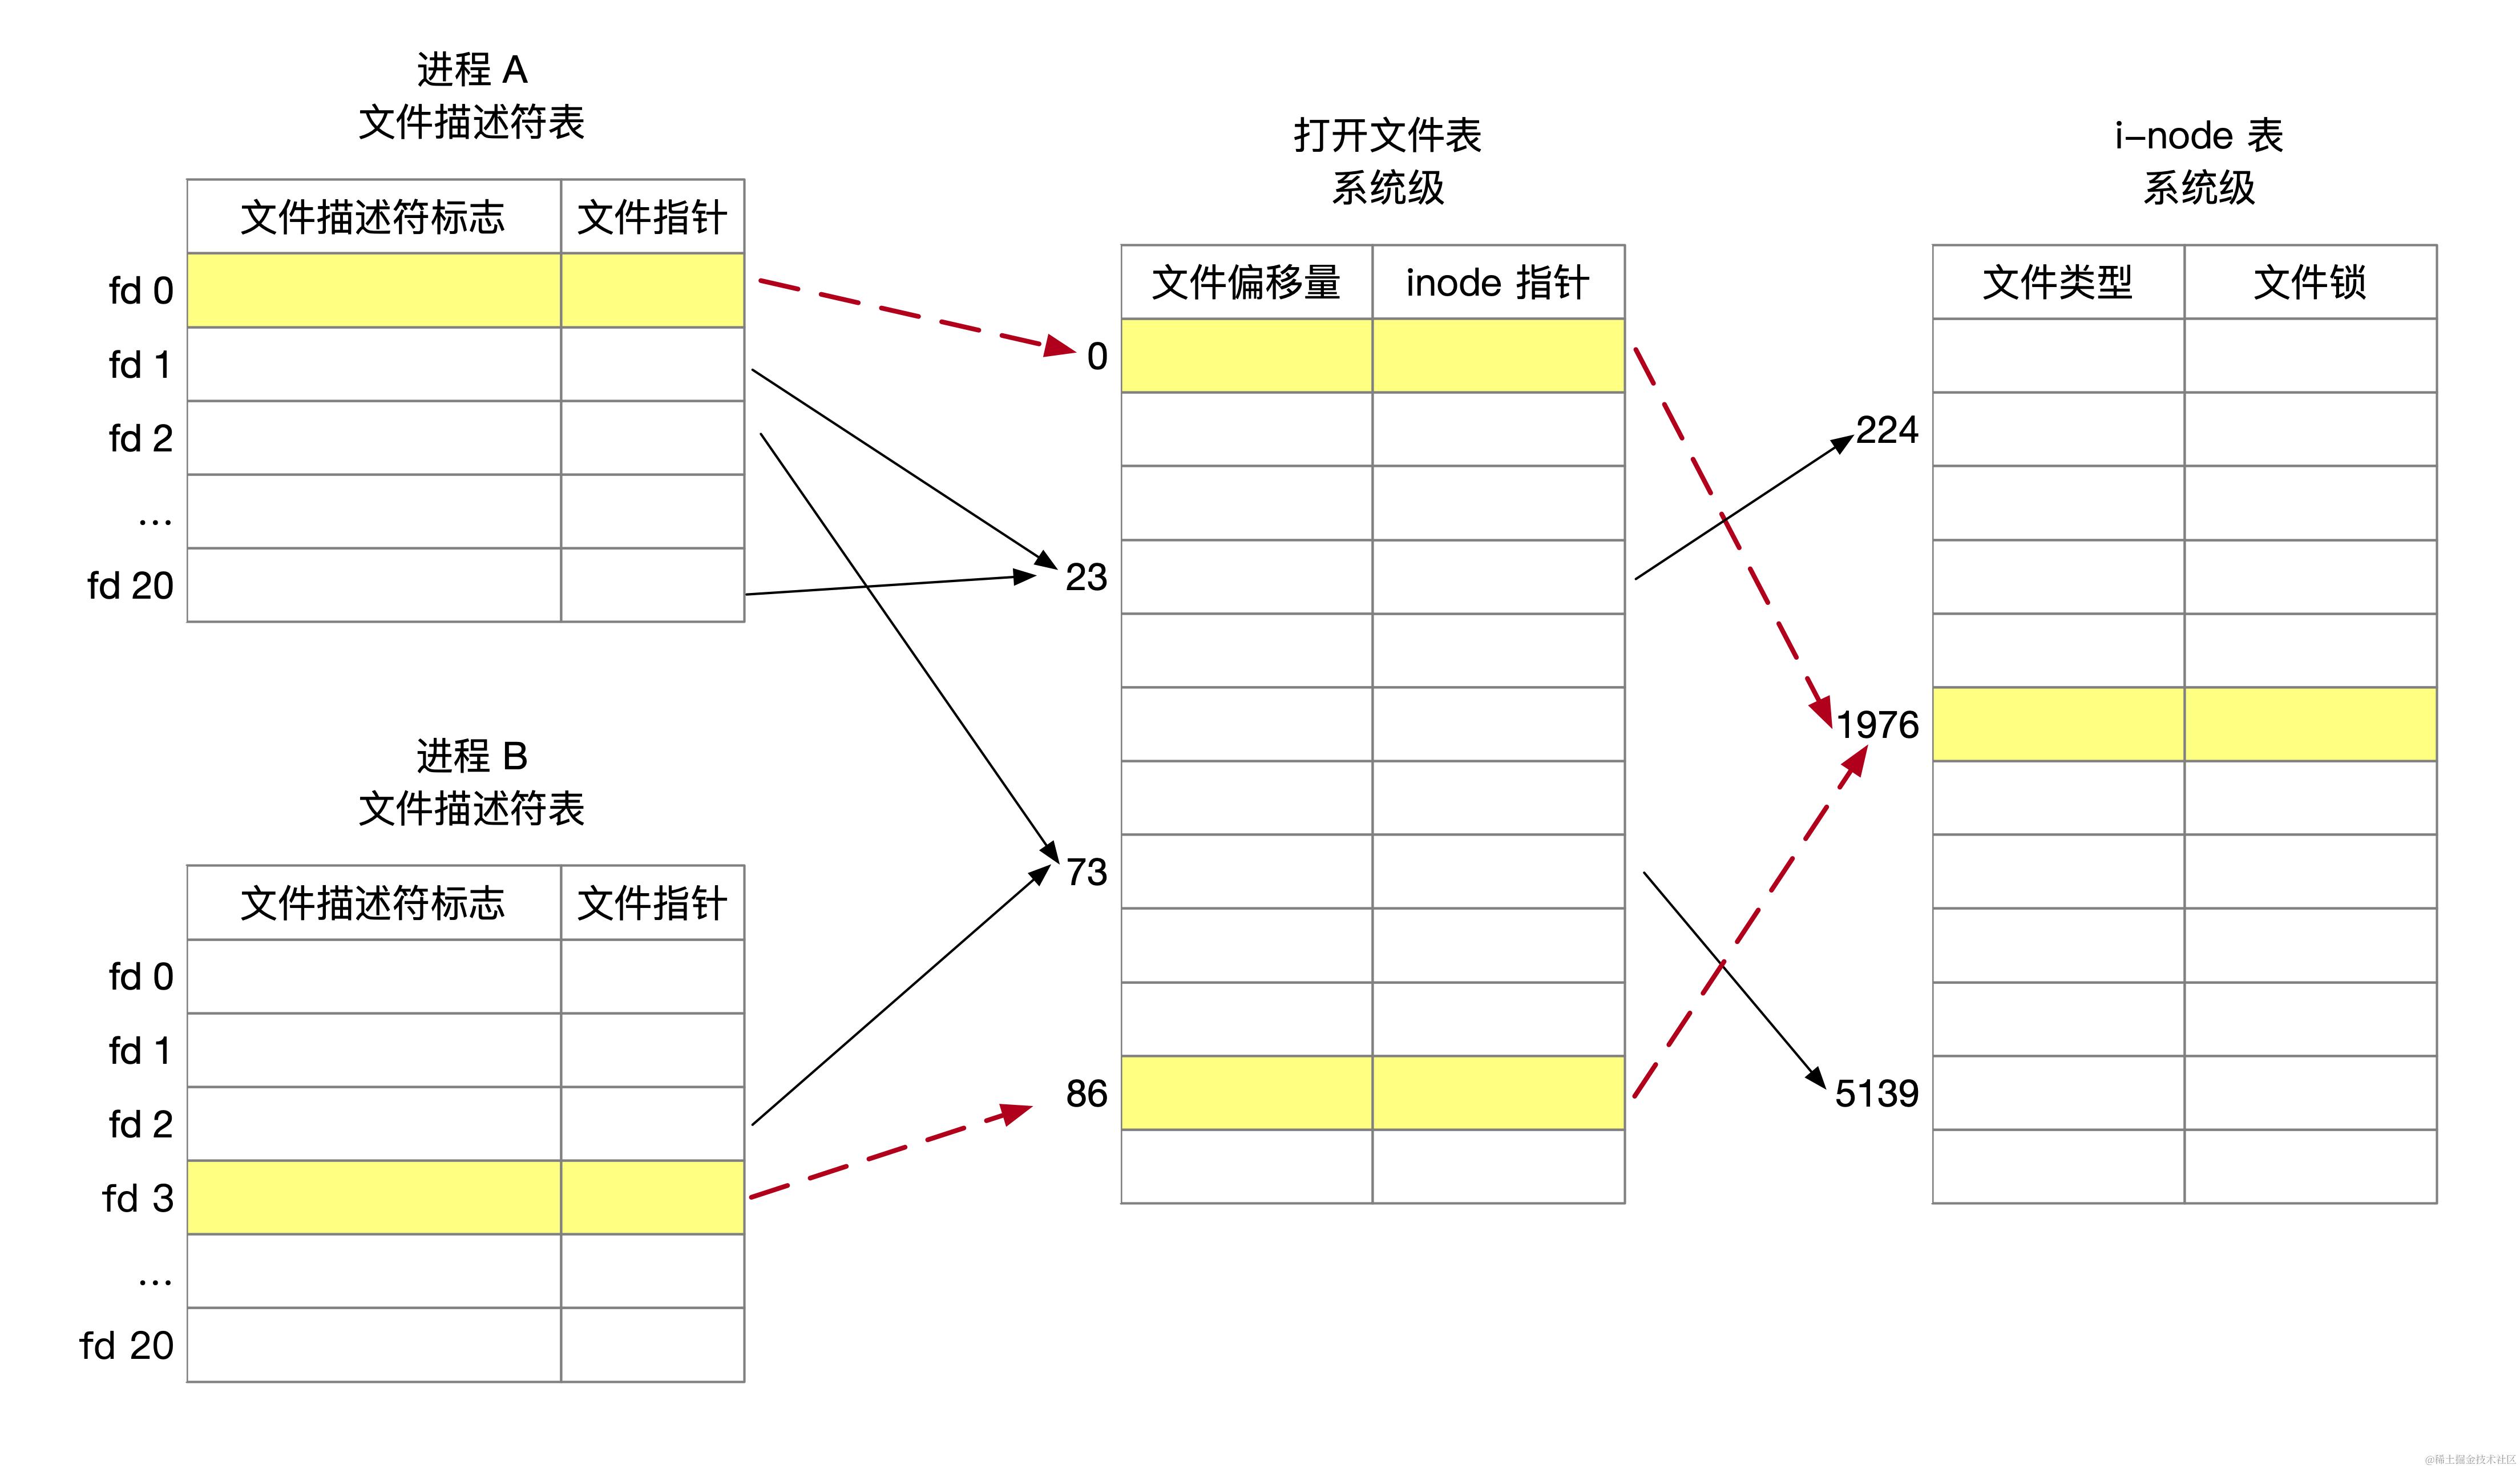 进程 A
文件描述符表
文件描述符标志 文件指针
fd 0
fd 1
fd 2
...
fd 20
进程 B
文件描述符表
文件描述符标志 文件指针
fd 0
fd 1
fd 2
fd 3
...
fd 20
打开文件表
系统级
文件偏移量 inode 指针
0
23
73
86
i-node 表
系统级
文件类型 文件锁
224
1976
5139
@稀土掘金技术社区